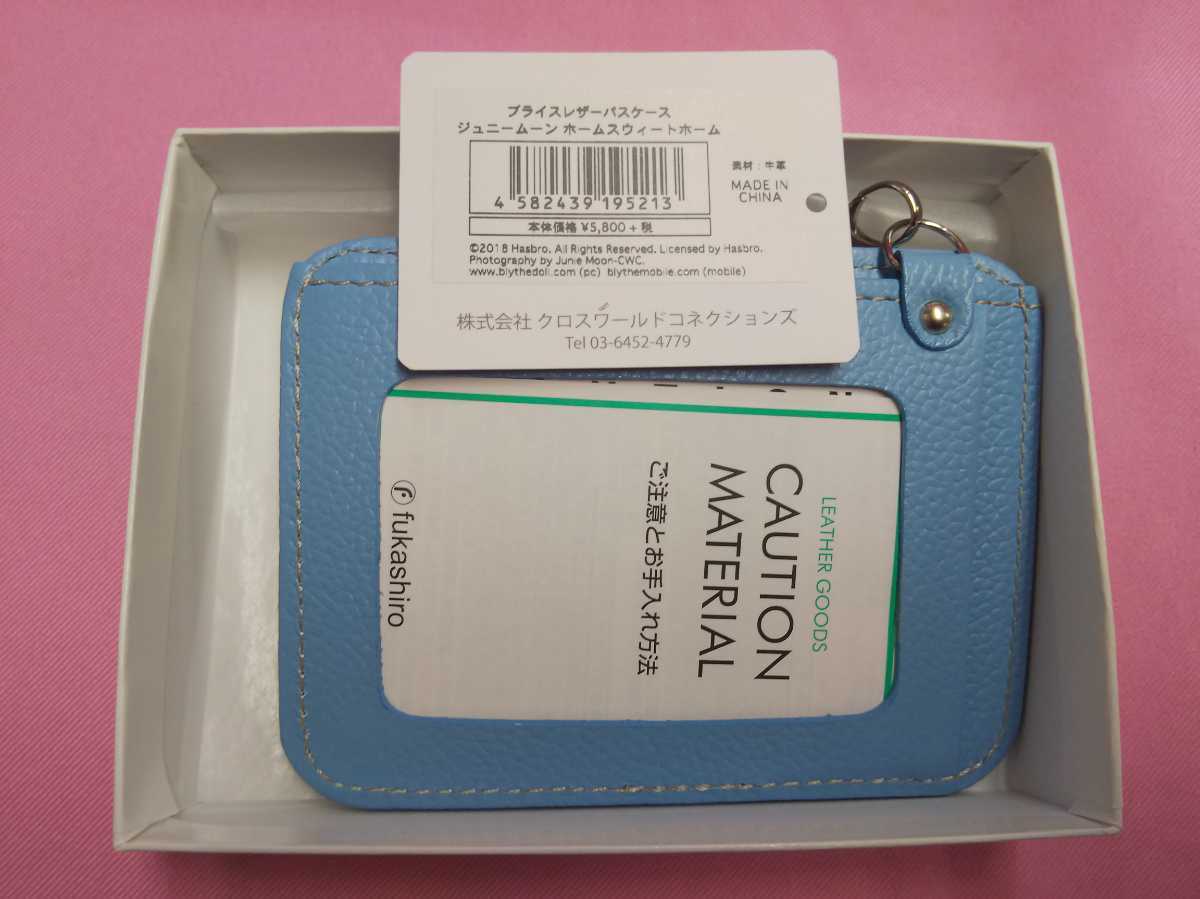 ブライスレザーパスケース
ジュニームーン ホームスウィートホーム
4 582439 195213
本体価格 ¥5,800+税
素材：牛革
MADE IN
CHINA
©2018 Hasbro. All Rights Reserved. Licensed by Hasbro.
Photography by Junie Moon-CWC.
www.blythedoll.com (pc) blythemobile.com (mobile)
株式会社 クロスワールドコネクションズ
Tel 03-6452-4779
LEATHER GOODS
CAUTION
MATERIAL
ご注意とお手入れ方法
fukashiro